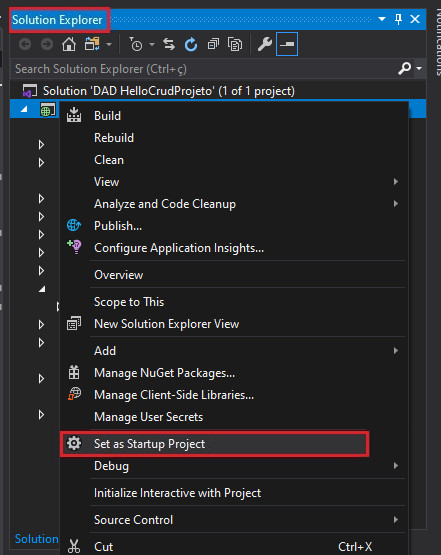 Solution Explorer
Search Solution Explorer (Ctrl+ç)
Solution 'DAD HelloCrudProjeto' (1 of 1 project)
Build
Rebuild
Clean
View
Analyze and Code Cleanup
Publish...
Configure Application Insights...
Overview
Scope to This
New Solution Explorer View
Add
Manage NuGet Packages...
Manage Client-Side Libraries...
Manage User Secrets
Set as Startup Project
Debug
Initialize Interactive with Project
Source Control
Cut Ctrl+X
Solution